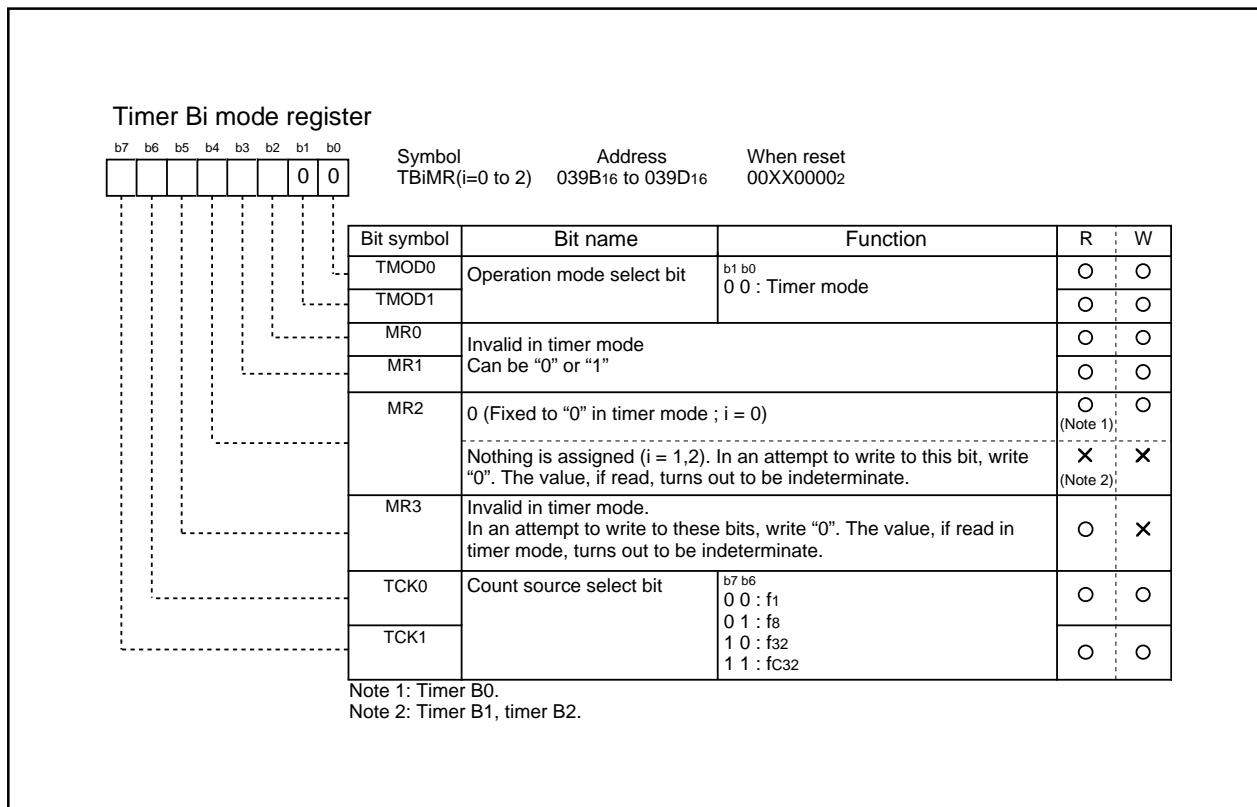 Timer Bi mode register
b7 b6 b5 b4 b3 b2 b1 b0
0 0
Symbol Address When reset
TBiMR(i=0 to 2) 039B16 to 039D16 00XX00002
Bit symbol Bit name Function R W
TMOD0 Operation mode select bit b1 b0
0 0 : Timer mode
TMOD1
MR0 Invalid in timer mode
MR1 Can be “0” or “1”
MR2 0 (Fixed to “0” in timer mode ; i = 0)
(Note 1)
Nothing is assigned (i = 1,2). In an attempt to write to this bit, write
“0”. The value, if read, turns out to be indeterminate.
(Note 2)
MR3 Invalid in timer mode.
In an attempt to write to these bits, write “0”. The value, if read in
timer mode, turns out to be indeterminate.
TCK0 Count source select bit b7 b6
0 0 : f1
0 1 : f8
TCK1 1 0 : f32
1 1 : fC32
Note 1: Timer B0.
Note 2: Timer B1, timer B2.